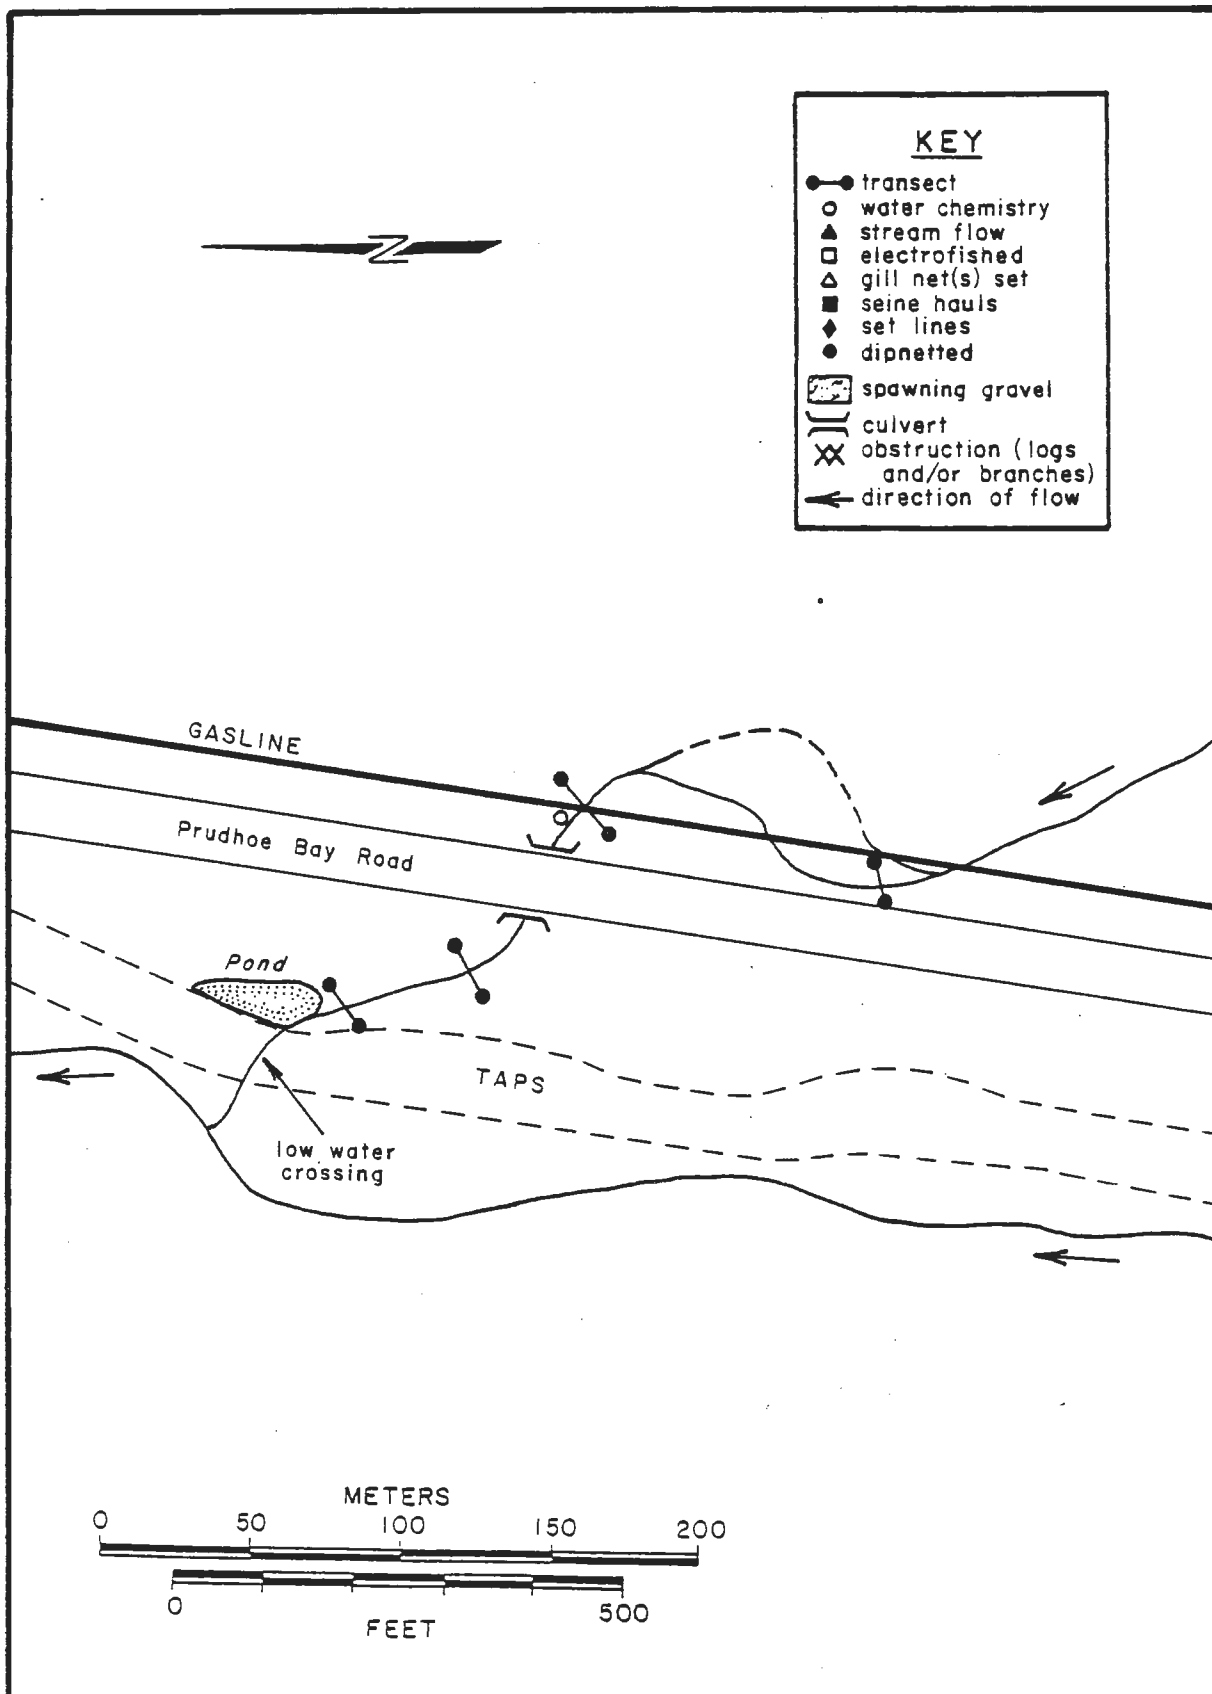 KEY
transect
water chemistry
stream flow
electrofished
gill net(s) set
seine hauls
set lines
dipnetted
spawning gravel
culvert
obstruction (logs
and/or branches)
direction of flow
Z
GASLINE
Prudhoe Bay Road
Pond
TAPS
low water
crossing
METERS
0 50 100 150 200
0 500
FEET